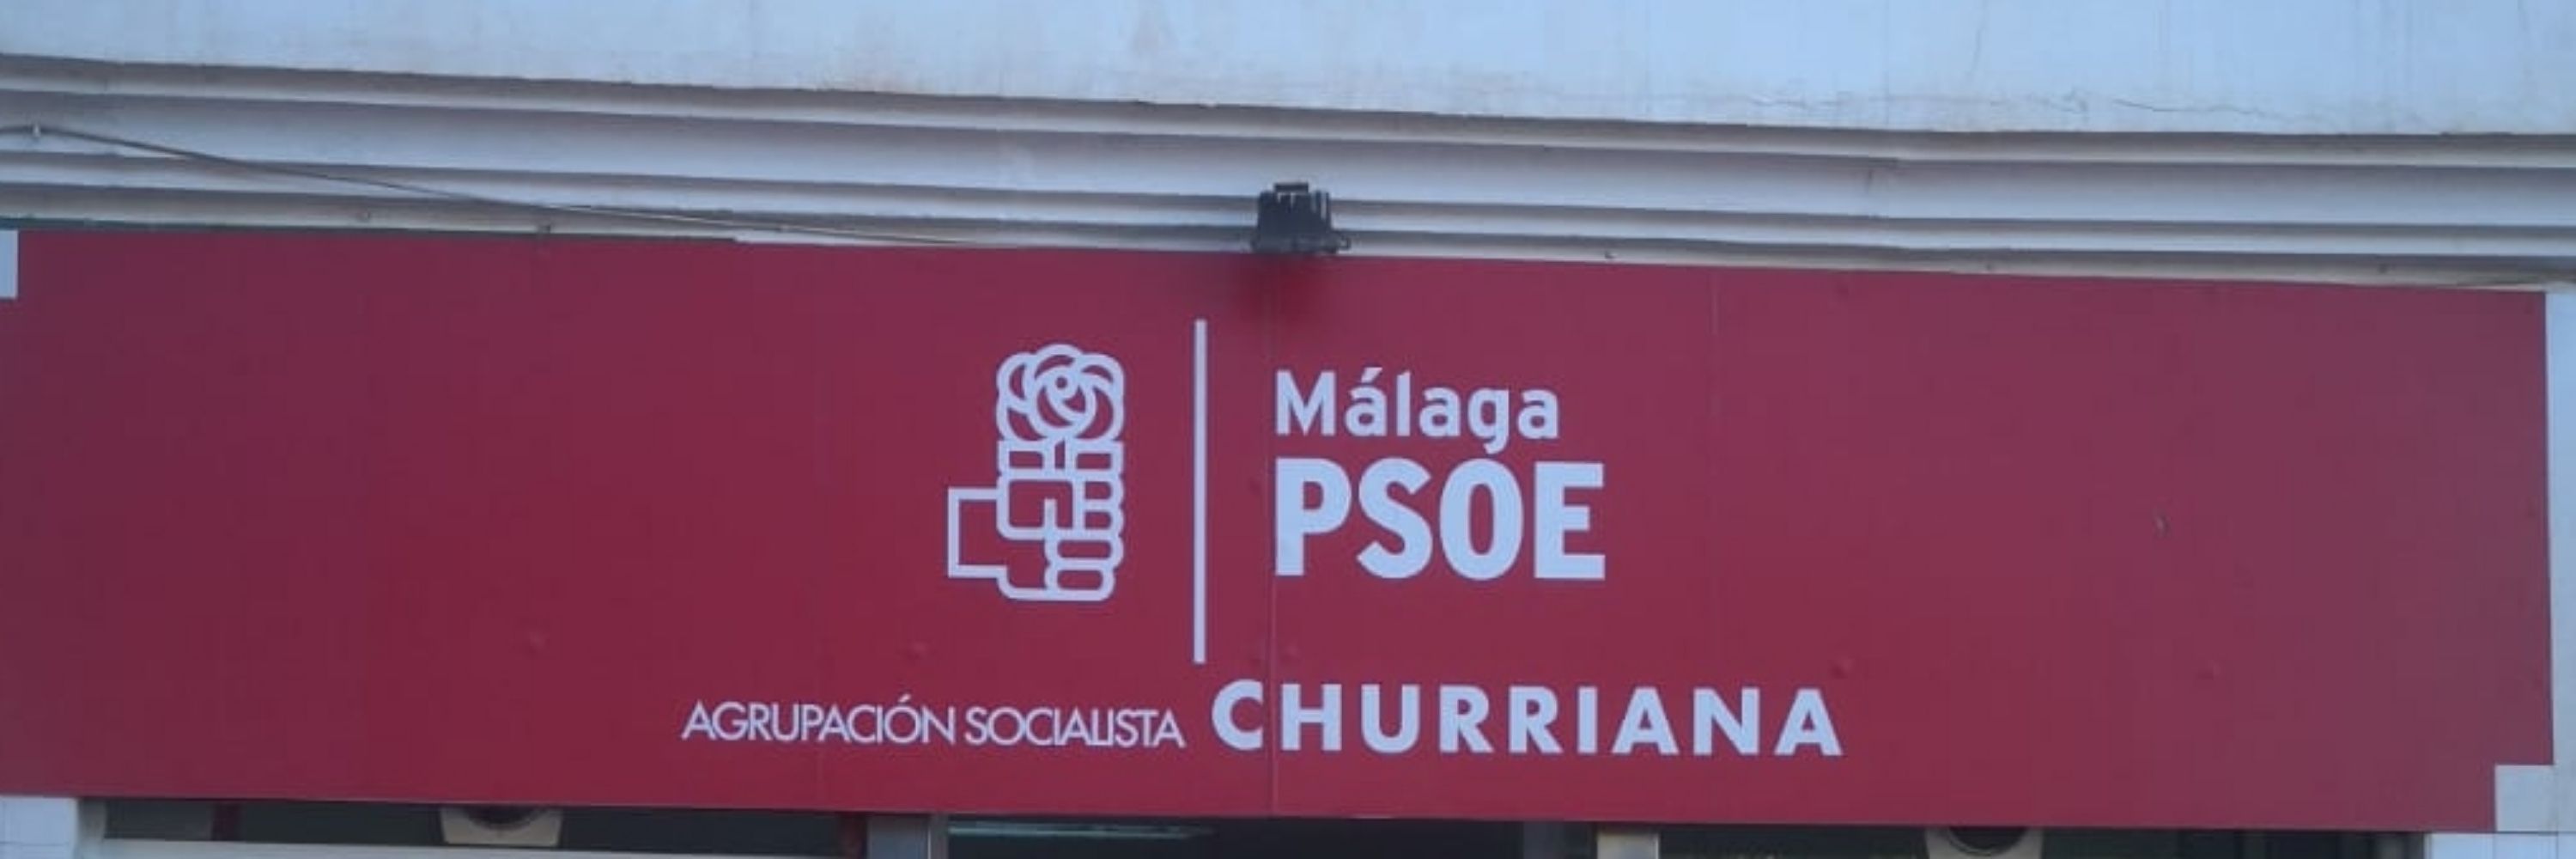 Málaga
PSOE
AGRUPACIÓN SOCIALISTA CHURRIANA